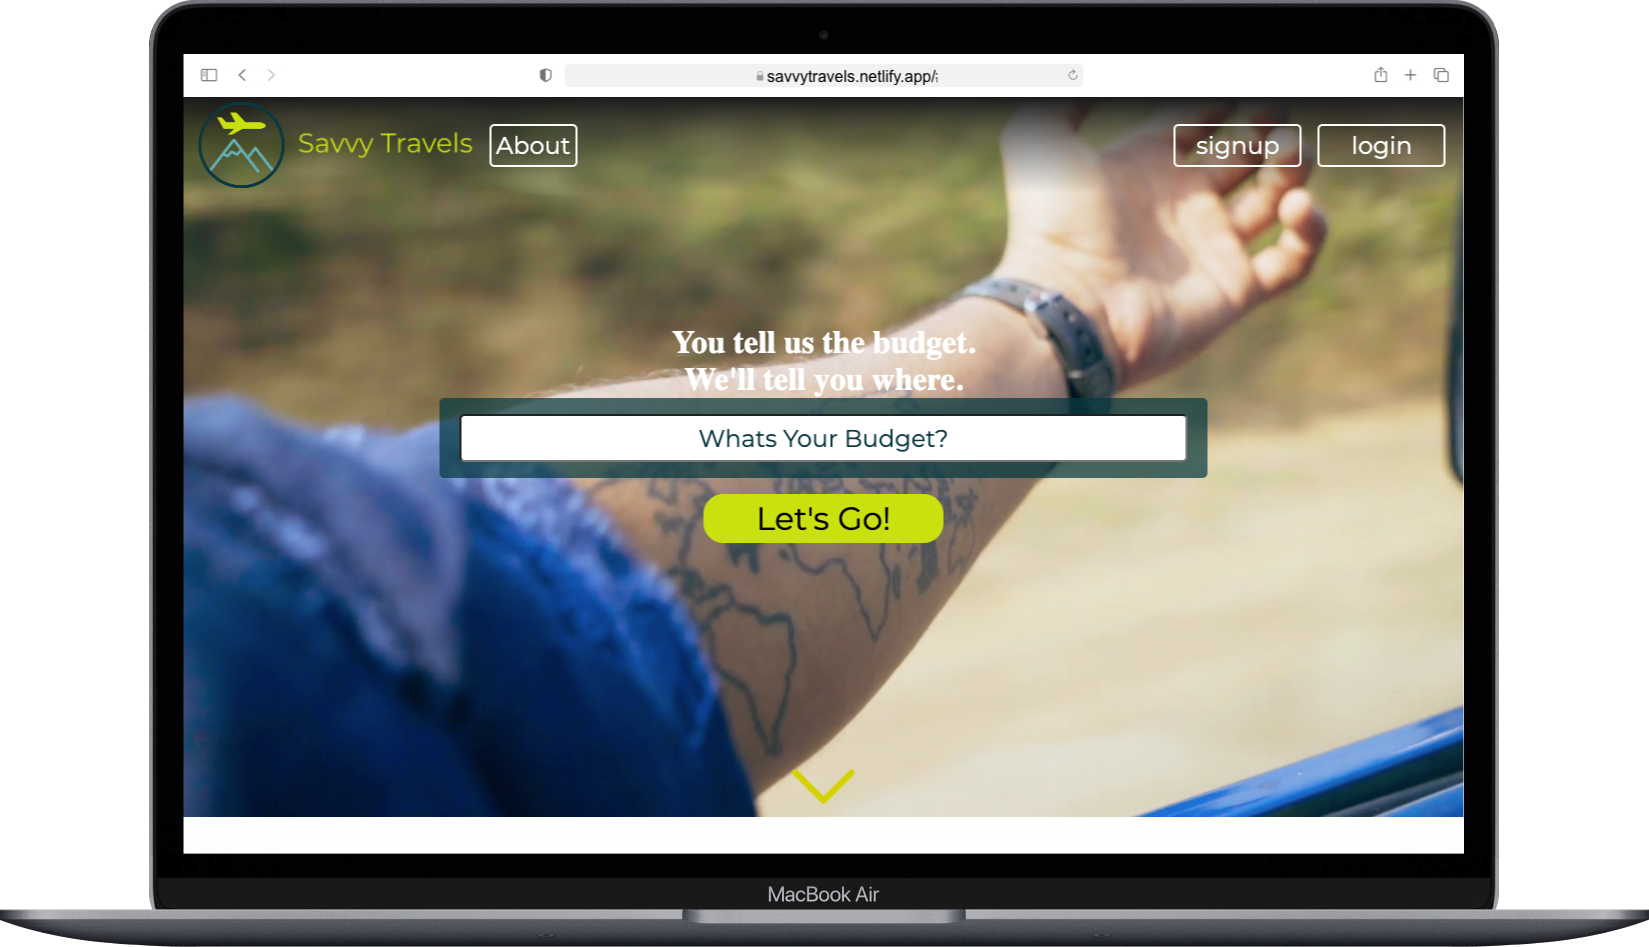 savvytravels.netlify.app/
Savvy Travels
About
signup
login
You tell us the budget.
We'll tell you where.
Whats Your Budget?
Let's Go!
MacBook Air